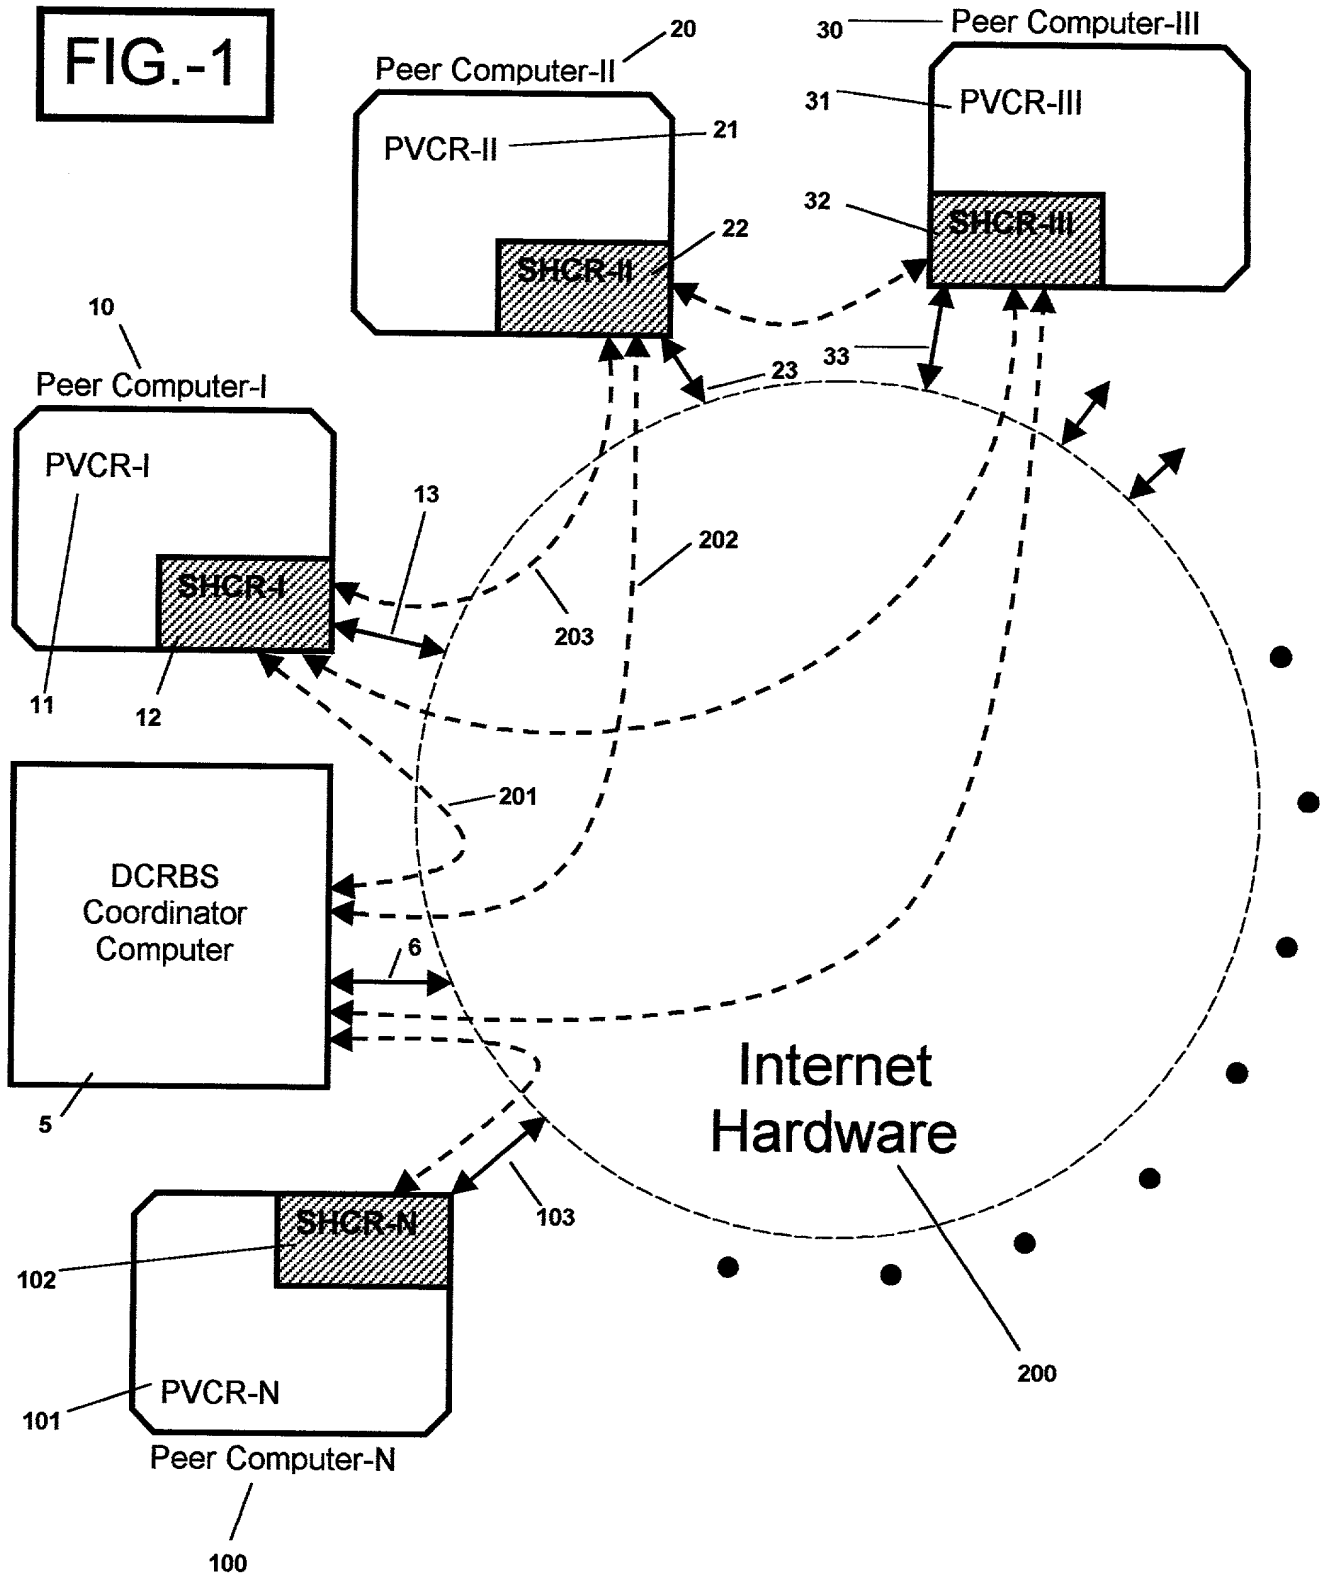 FIG.-1
20
Peer Computer-II
PVCR-II
21
SHCR-II
22
23
30
Peer Computer-III
31
PVCR-III
32
SHCR-III
33
10
Peer Computer-I
PVCR-I
SHCR-I
13
11
12
203
202
201
DCRBS
Coordinator
Computer
6
5
Internet
Hardware
200
103
SHCR-N
102
101
PVCR-N
Peer Computer-N
100